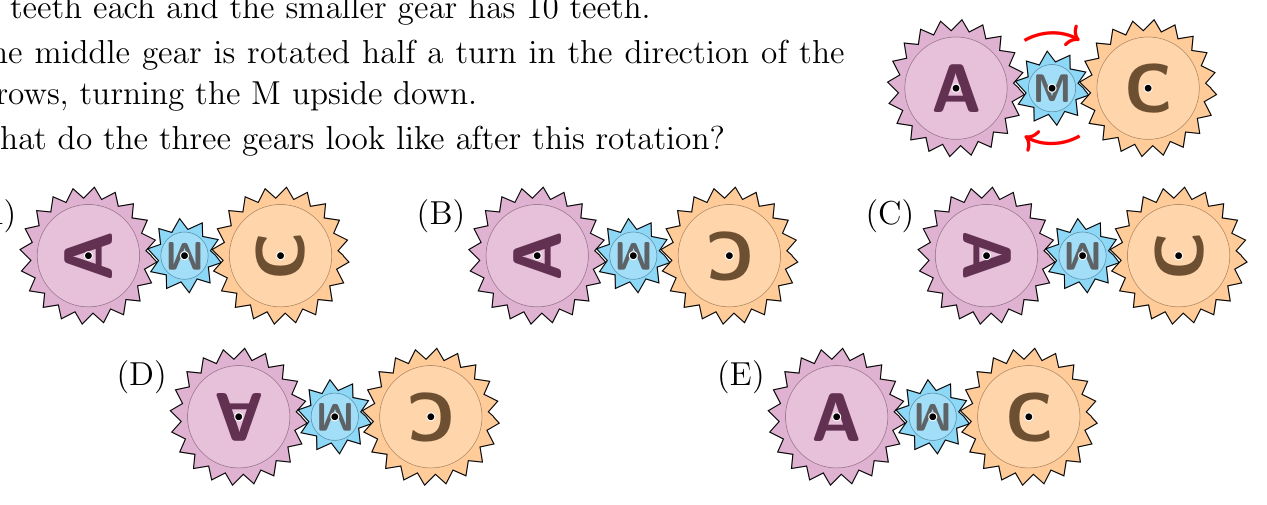 teeth each and the smaller gear has 10 teeth.
ne middle gear is rotated half a turn in the direction of the
rows, turning the M upside down.
hat do the three gears look like after this rotation?
A M C
) A M C (B) A M C (C) A M C
(D) A M C (E) A M C